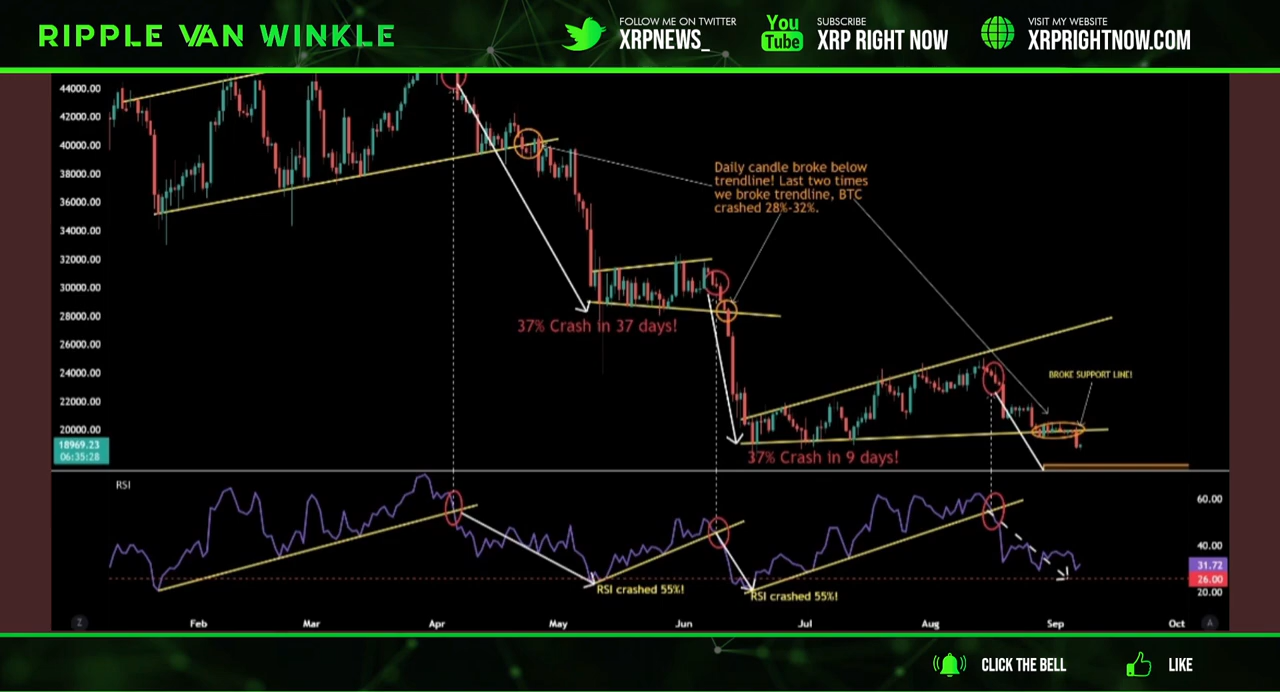 RIPPLE VAN WINKLE
FOLLOW ME ON TWITTER
XRPNEWS_
You
Tube
SUBSCRIBE
XRP RIGHT NOW
VISIT MY WEBSITE
XRPRIGHTNOW.COM
44000.00
42000.00
40000.00
38000.00
36000.00
34000.00
32000.00
30000.00
28000.00
26000.00
24000.00
22000.00
20000.00
18969.23
06:35:28
Daily candle broke below
trendline! Last two times
we broke trendline, BTC
crashed 28%-32%.
37% Crash in 37 days!
BROKE SUPPORT LINE!
37% Crash in 9 days!
RSI
60.00
40.00
31.72
26.00
20.00
RSI crashed 55%!
RSI crashed 55%!
Z
Feb
Mar
Apr
May
Jun
Jul
Aug
Sep
Oct
A
CLICK THE BELL
LIKE